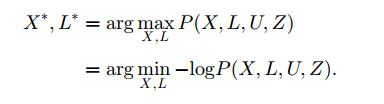 X*, L* = arg max P(X, L, U, Z)
X,L
= arg min −logP(X, L, U, Z).
X,L